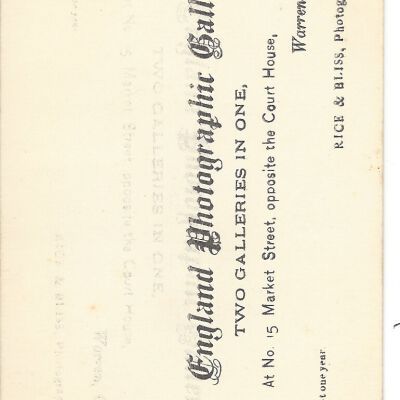 England Photographic Gall
TWO GALLERIES IN ONE,
At No. 15 Market Street, opposite the Court House,
Warren
RICE & BLISS, Photog
t one year.